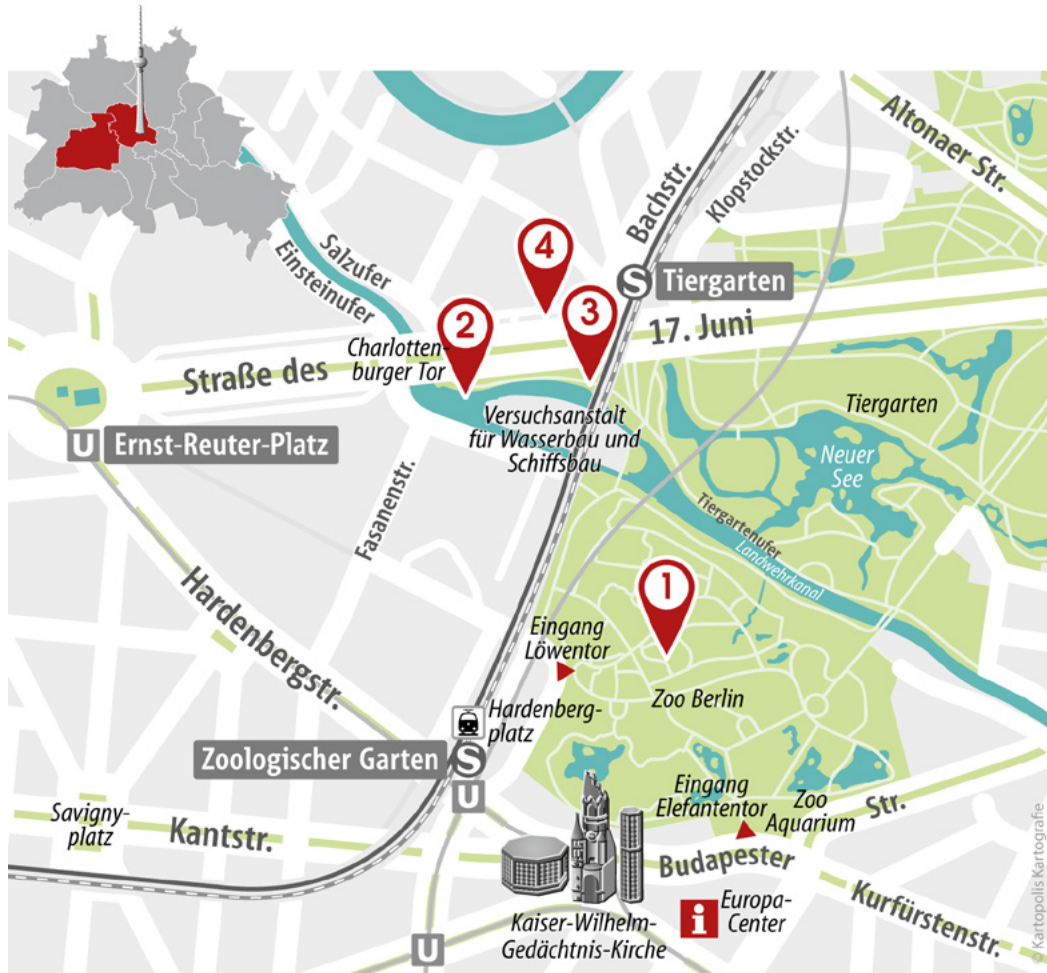 Altonaer Str.
Klopstockstr.
Bachstr.
Salzufer
Einsteinufer
4
S
Tiergarten
3
2
17. Juni
Charlotten-
burger Tor
Straße des
Versuchsanstalt
für Wasserbau und
Schiffsbau
Tiergarten
U
Ernst-Reuter-Platz
Neuer
See
Fasanenstr.
Tiergartenufer
Landwehrkanal
1
Hardenbergstr.
Eingang
Löwentor
Zoo Berlin
Hardenberg-
platz
Zoologischer Garten
S
U
Eingang
Elefantentor
Zoo
Aquarium
Str.
Savigny-
platz
Kantstr.
Budapester
Kurfürstenstr.
i
Europa-
Center
Kaiser-Wilhelm-
Gedächtnis-Kirche
U
© Kartopolis Kartografie